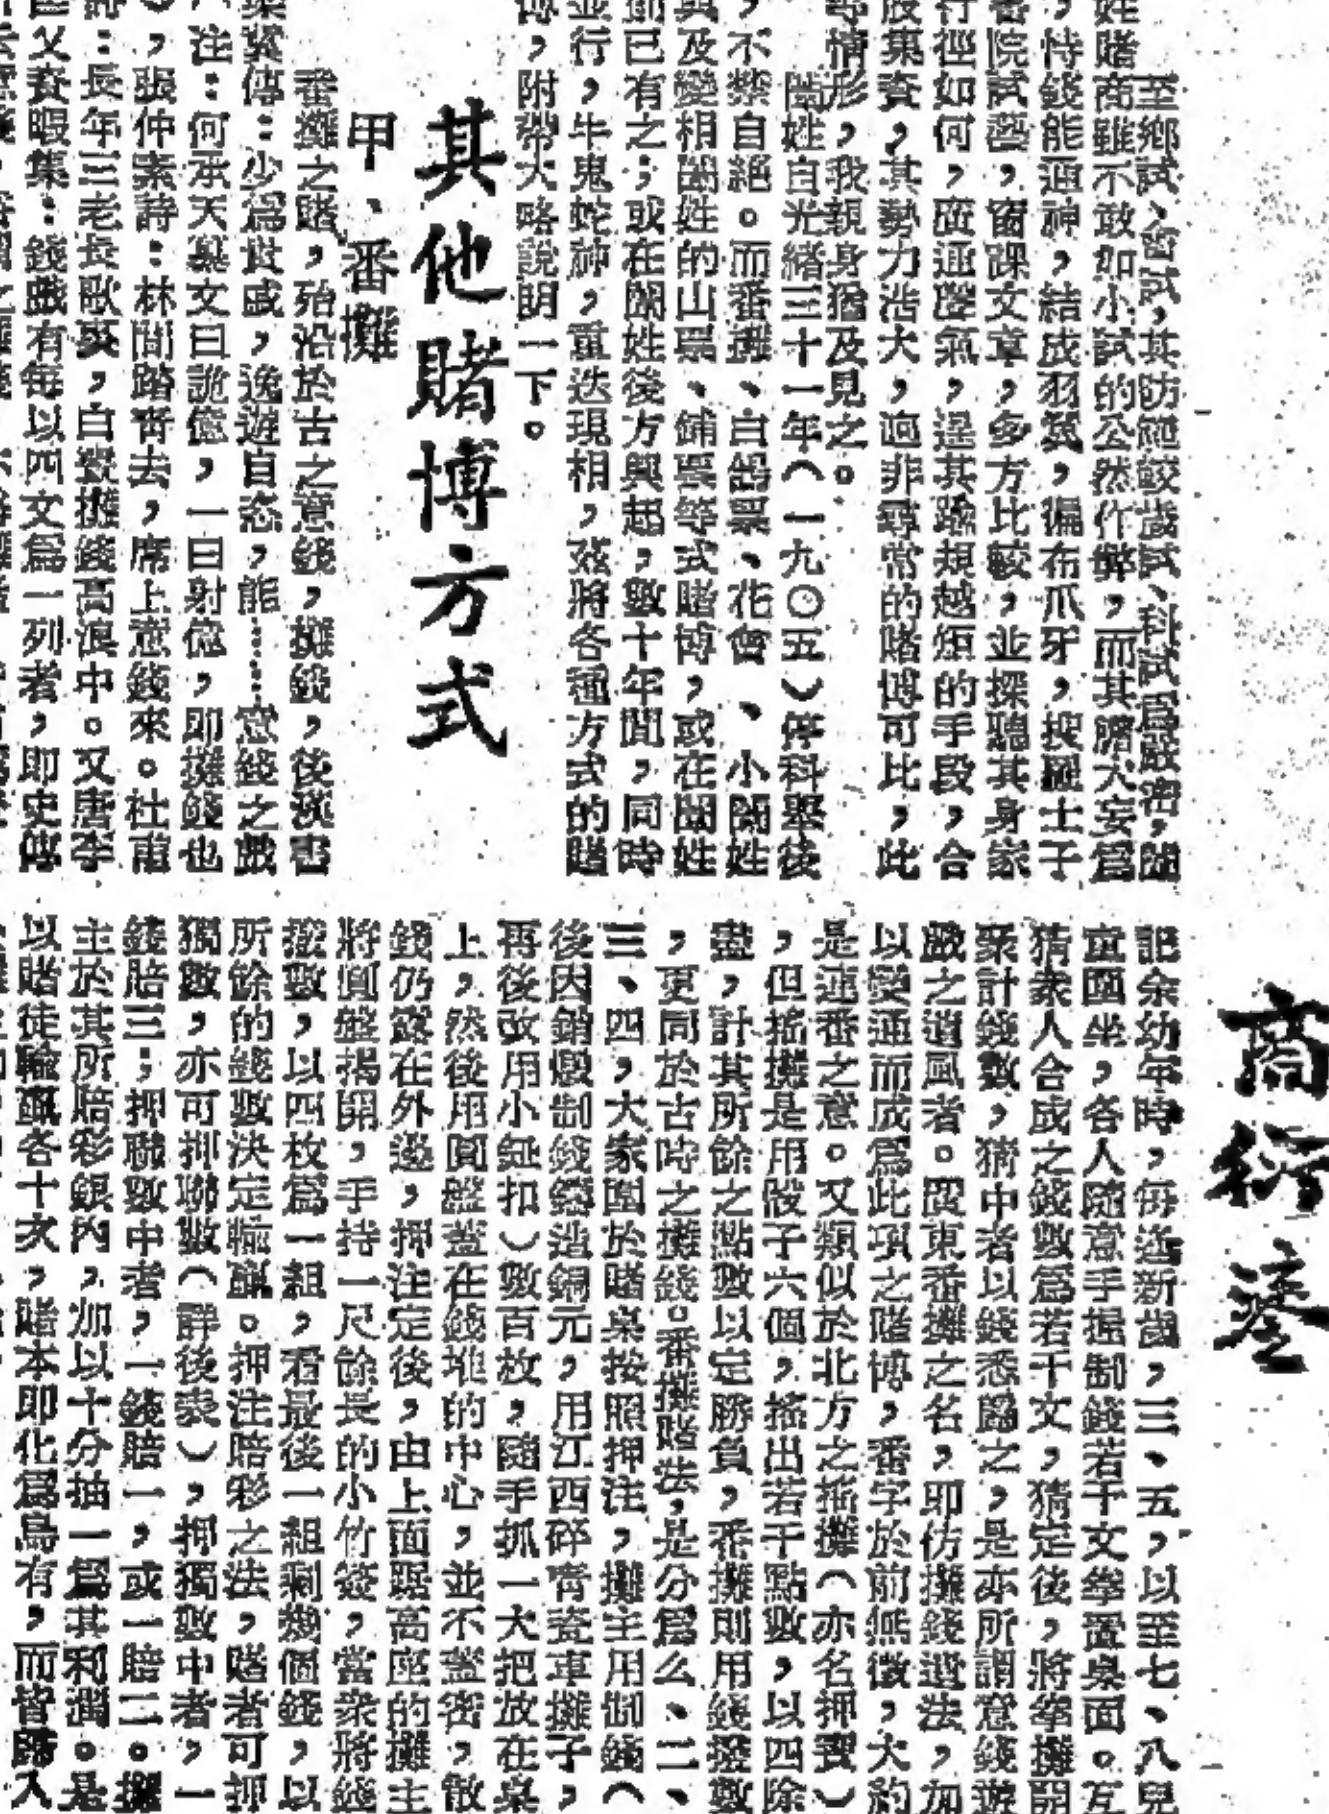 至鄉試、會試，其防範較歲試、科試爲嚴密，闈
姓賭商雖不敢如小試的公然作弊，而其膽大妄爲
，恃錢能通神，結成羽翼，徧布爪牙，搜羅士子
書院試藝，窗課文章，多方比較，並探聽其身家
行徑如何，廣通聲氣，逞其踰規越矩的手段，合
股集資，其勢力浩大，迥非尋常的賭博可比，此
等情形，我親身猶及見之。
闈姓自光緒三十一年（一九〇五）停科舉後
，不禁自絕。而番攤、白鴿票、花會、小闈姓
及變相闈姓的山票、鋪票等式賭博，或在闈姓
已有之；或在闈姓後方興起，數十年間，同時
並行，牛鬼蛇神，重迭現相，茲將各種方式的賭
博，附帶大略說明一下。
其他賭博方式
甲、番攤
番攤之賭，殆沿於古之意錢，攤錢，後漢書
梁冀傳：少爲貴戚，逸遊自恣，能……意錢之戲
。注：何承天纂文曰詭億，一曰射億，即攤錢也
，張仲素詩：林間踏青去，席上意錢來。杜甫
詩：長年三老長歌裏，白晝攤錢高浪中。又唐李
匡乂資暇集：錢戲有每以四文爲一列者，即史傳
商衍鎏
記余幼年時，每逢新歲，三、五，以至七、八兒
童圍坐，各人隨意手握制錢若干文拳置桌面。互
猜衆人合成之錢數爲若干文，猜定後，將拳攤開
衆計錢數，猜中者以錢悉歸之，是亦所謂意錢遊
戲之遺風者。廣東番攤之名，耶仿攤錢遊法，加
以變通而成爲此項之賭博，番字於前無徵，大約
是連番之意。又類似於北方之搖攤（亦名押寶）
，但搖攤是用骰子六個，搖出若干點數，以四除
盡，計其所餘之點數以定勝負，番攤則用錢撥數
，更同於古時之攤錢。番攤賭法，是分爲么、二、
三、四，大家圍於賭桌按照押注，攤主用制錢（
後因銷燬制錢鑄造銅元，用江西碎青瓷車攤子，
再後改用小鈕扣）數百枚，隨手抓一大把放在桌
上，然後用圓盤蓋在錢堆的中心，並不蓋密，散
錢仍露在外邊，押注定後，由上面踞高座的攤主
將圓盤揭開，手持一尺餘長的小竹簽，當衆將錢
撥數，以四枚爲一組，看最後一組剩幾個錢，以
所餘的錢數決定輸贏。押注賠彩之法，賭者可押
獨數，亦可押聯數（詳後表），押獨數中者，一
錢賠三；押聯數中者，一錢賠一，或一賠二。攤
主於其所賠彩銀內，加以十分抽一爲其利潤。是
以賭徒輸贏各十次，賭本即化爲烏有，而皆歸入